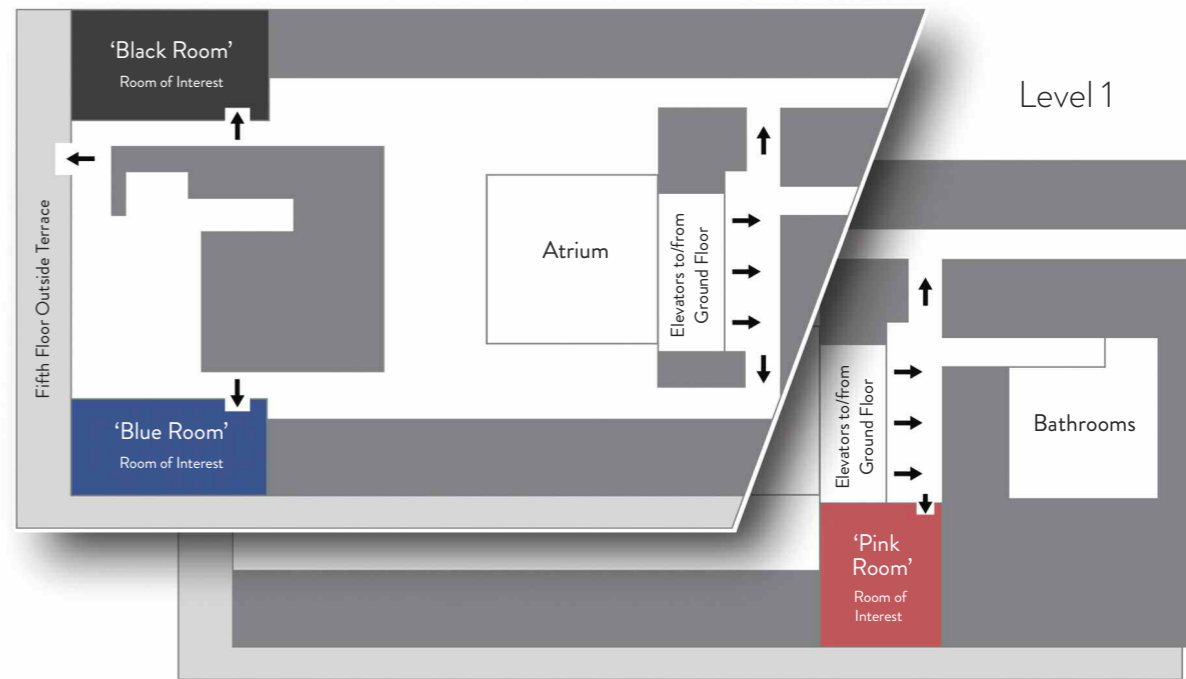 ‘Black Room’
Room of Interest
Level 1
Fifth Floor Outside Terrace
Atrium
Elevators to/from
Ground Floor
‘Blue Room’
Room of Interest
Elevators to/from
Ground Floor
Bathrooms
‘Pink
Room’
Room of
Interest